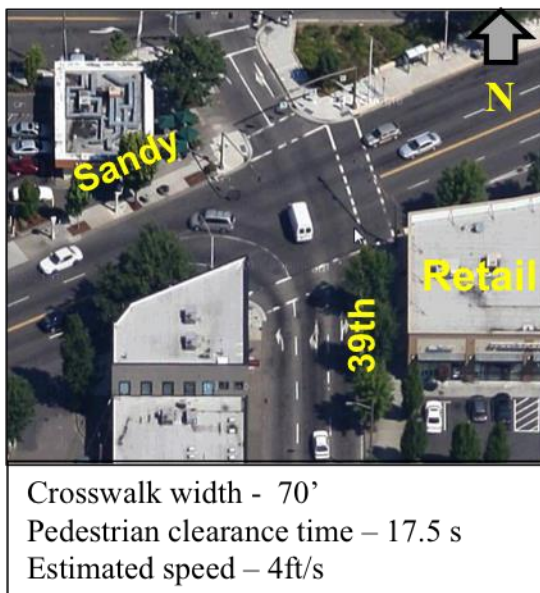 N
Sandy
Retail
39th
Crosswalk width - 70’
Pedestrian clearance time – 17.5 s
Estimated speed – 4ft/s